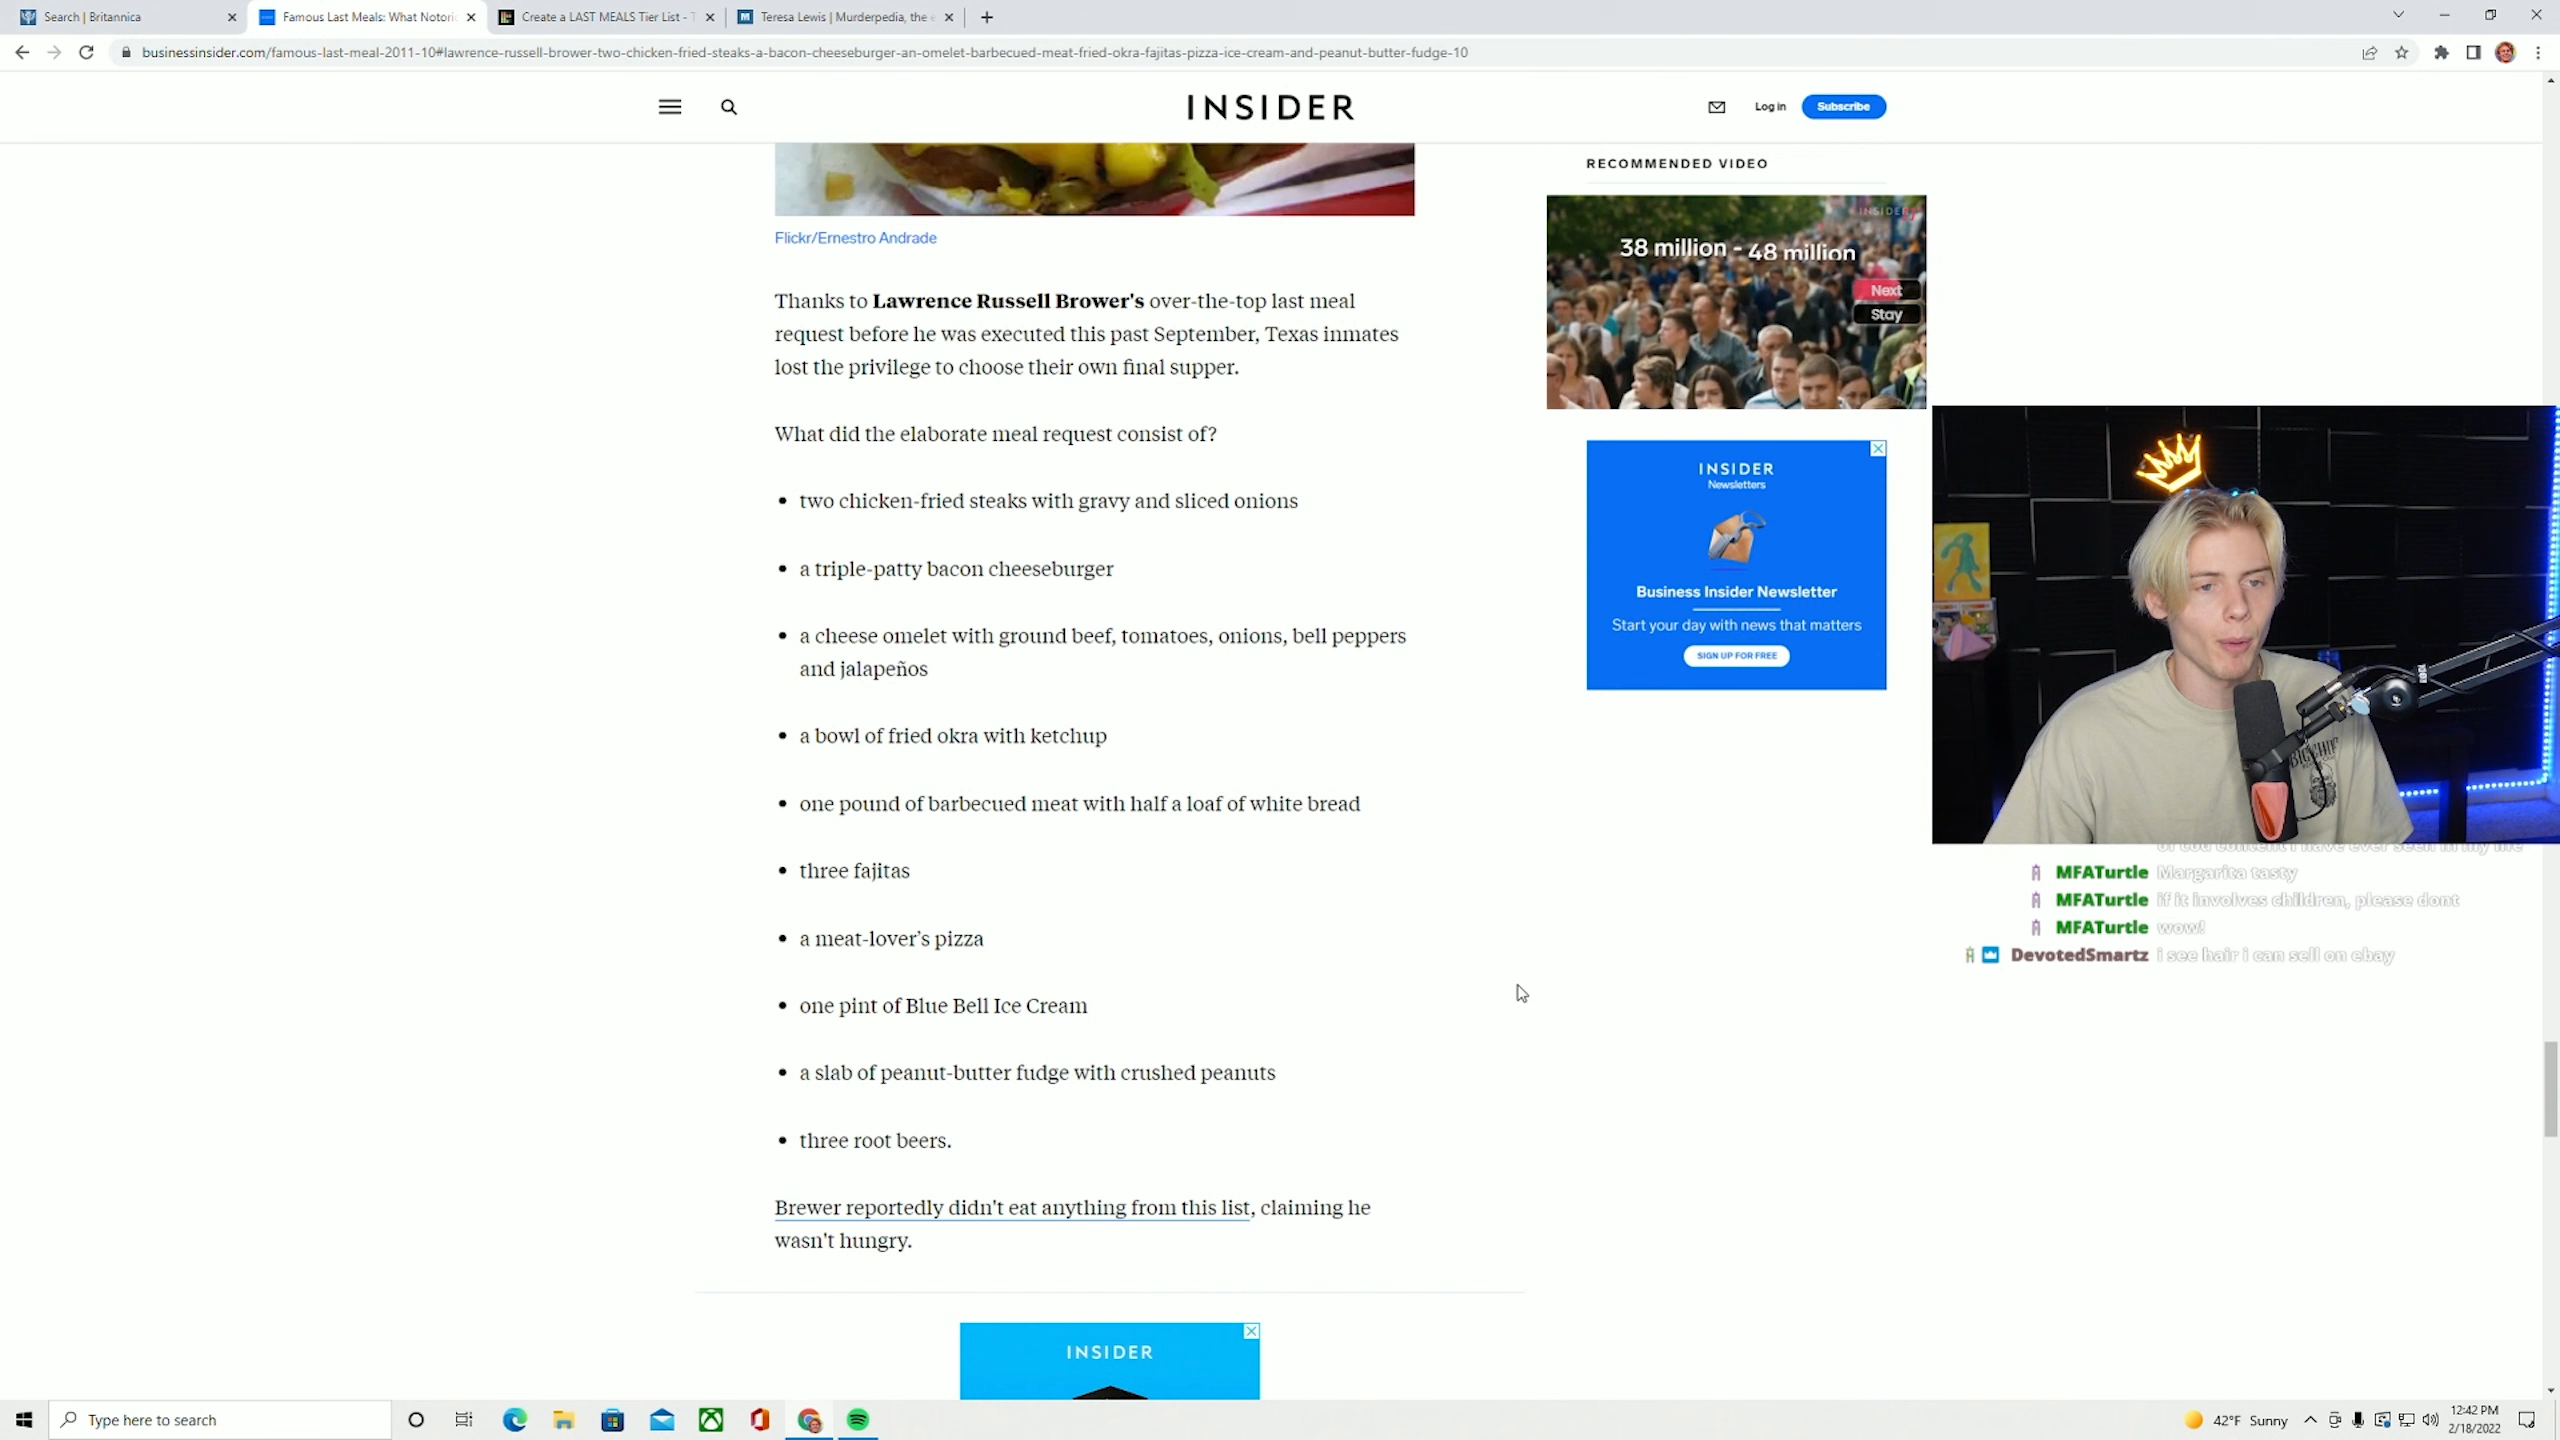 Search | Britannica
Famous Last Meals: What Notori
Create a LAST MEALS Tier List - T
Teresa Lewis | Murderpedia, the e
businessinsider.com/famous-last-meal-2011-10#lawrence-russell-brower-two-chicken-fried-steaks-a-bacon-cheeseburger-an-omelet-barbecued-meat-fried-okra-fajitas-pizza-ice-cream-and-peanut-butter-fudge-10
INSIDER
Log in
Subscribe
Flickr/Ernestro Andrade
Thanks to Lawrence Russell Brower's over-the-top last meal
request before he was executed this past September, Texas inmates
lost the privilege to choose their own final supper.
What did the elaborate meal request consist of?
• two chicken-fried steaks with gravy and sliced onions
• a triple-patty bacon cheeseburger
• a cheese omelet with ground beef, tomatoes, onions, bell peppers
and jalapeños
• a bowl of fried okra with ketchup
• one pound of barbecued meat with half a loaf of white bread
• three fajitas
• a meat-lover's pizza
• one pint of Blue Bell Ice Cream
• a slab of peanut-butter fudge with crushed peanuts
• three root beers.
Brewer reportedly didn't eat anything from this list, claiming he
wasn't hungry.
INSIDER
RECOMMENDED VIDEO
38 million - 48 million
Next
Stay
INSIDER
Newsletters
Business Insider Newsletter
Start your day with news that matters
SIGN UP FOR FREE
of cod content i have ever seen in my life
MFATurtle Margarita tasty
MFATurtle if it involves children, please dont
MFATurtle wow!
DevotedSmartz i see hair i can sell on ebay
Type here to search
42°F Sunny
12:42 PM
2/18/2022